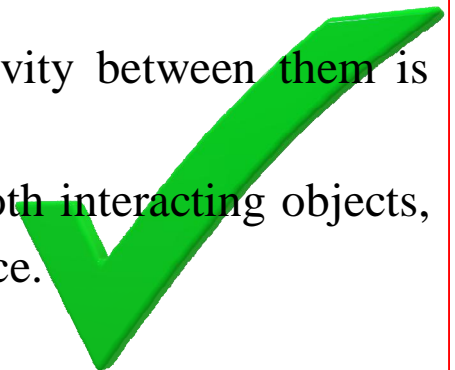 vity between them is
oth interacting objects,
ce.